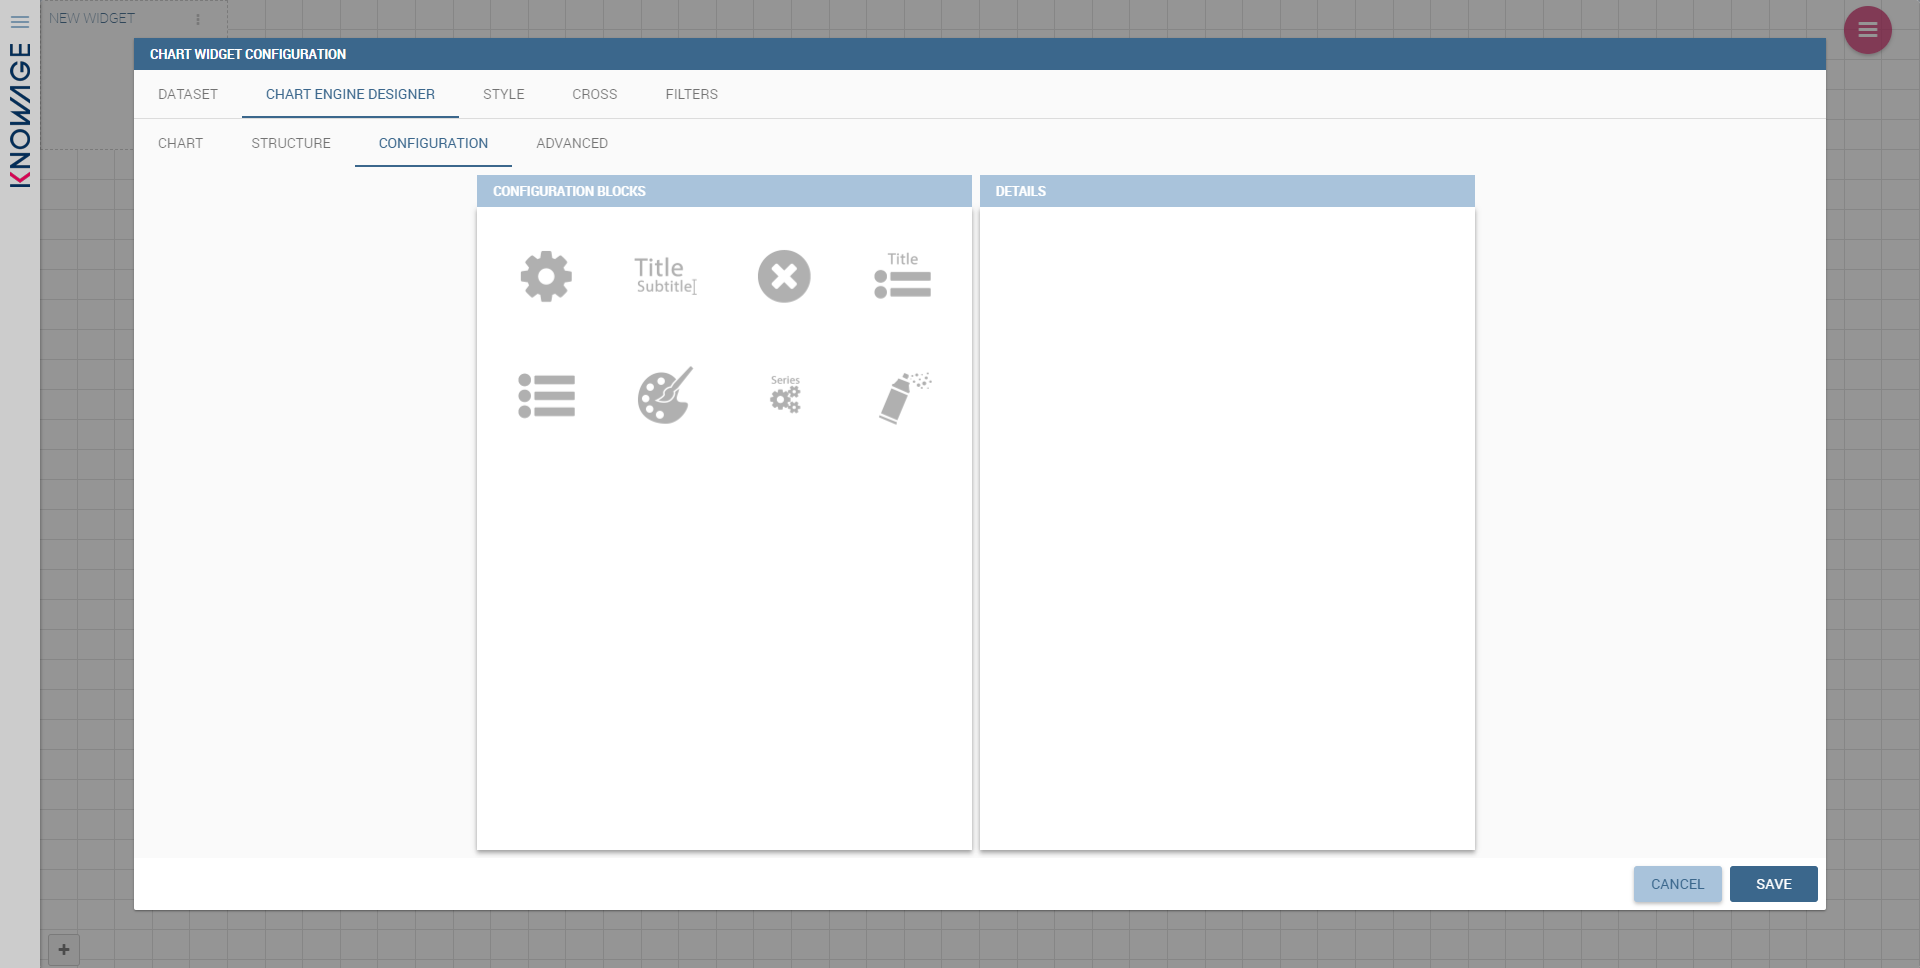 NEW WIDGET
KNOWAGE
CHART WIDGET CONFIGURATION
DATASET CHART ENGINE DESIGNER STYLE CROSS FILTERS
CHART STRUCTURE CONFIGURATION ADVANCED
CONFIGURATION BLOCKS DETAILS
Title
Subtitle
Title
Series
CANCEL SAVE